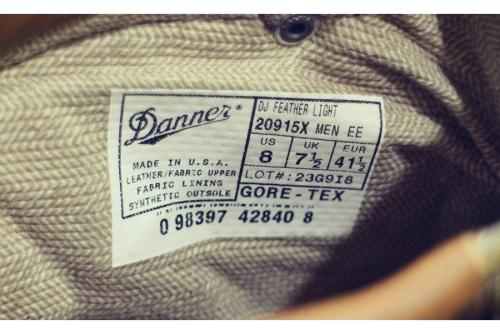 Danner®
DJ FEATHER LIGHT
20915X MEN EE
US UK EUR
8 7½ 41½
LOT#: 23G9I8
GORE-TEX
MADE IN U.S.A.
LEATHER/FABRIC UPPER
FABRIC LINING
SYNTHETIC OUTSOLE
0 98397 42840 8